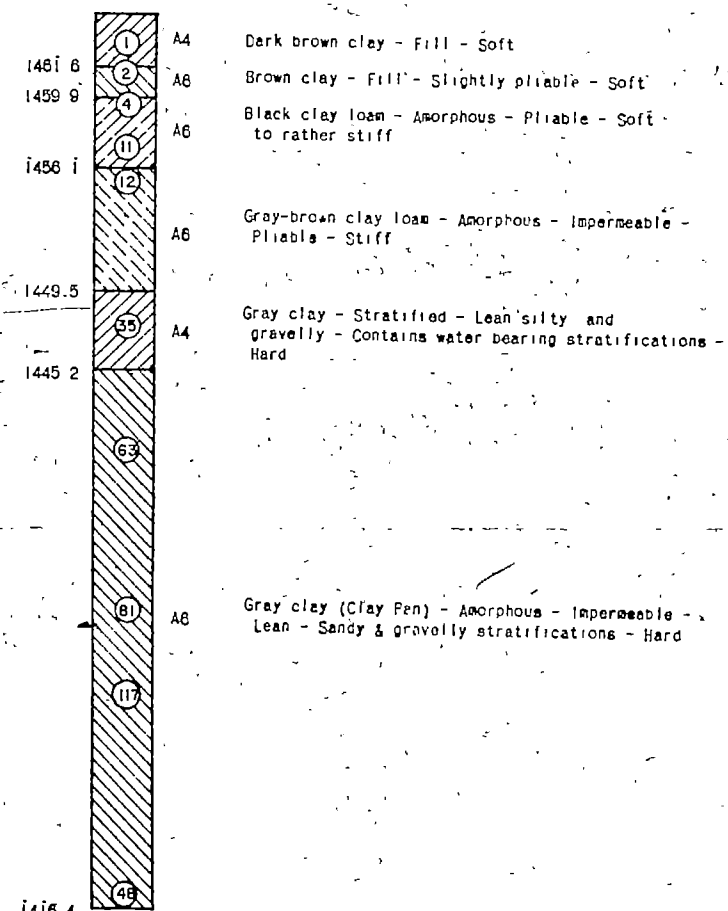 1 A4 Dark brown clay - Fill - Soft
1461 6
2 A6 Brown clay - Fill - Slightly pliable - Soft
1459 9
4 Black clay loam - Amorphous - Pliable - Soft
A6 to rather stiff
11
1456 1
12
Gray-brown clay loam - Amorphous - Impermeable -
A6 Pliable - Stiff
1449.5
Gray clay - Stratified - Lean silty and
35 A4 gravelly - Contains water bearing stratifications -
Hard
1445 2
63
81 Gray clay (Clay Pan) - Amorphous - Impermeable -
A6 Lean - Sandy & gravelly stratifications - Hard
117
48